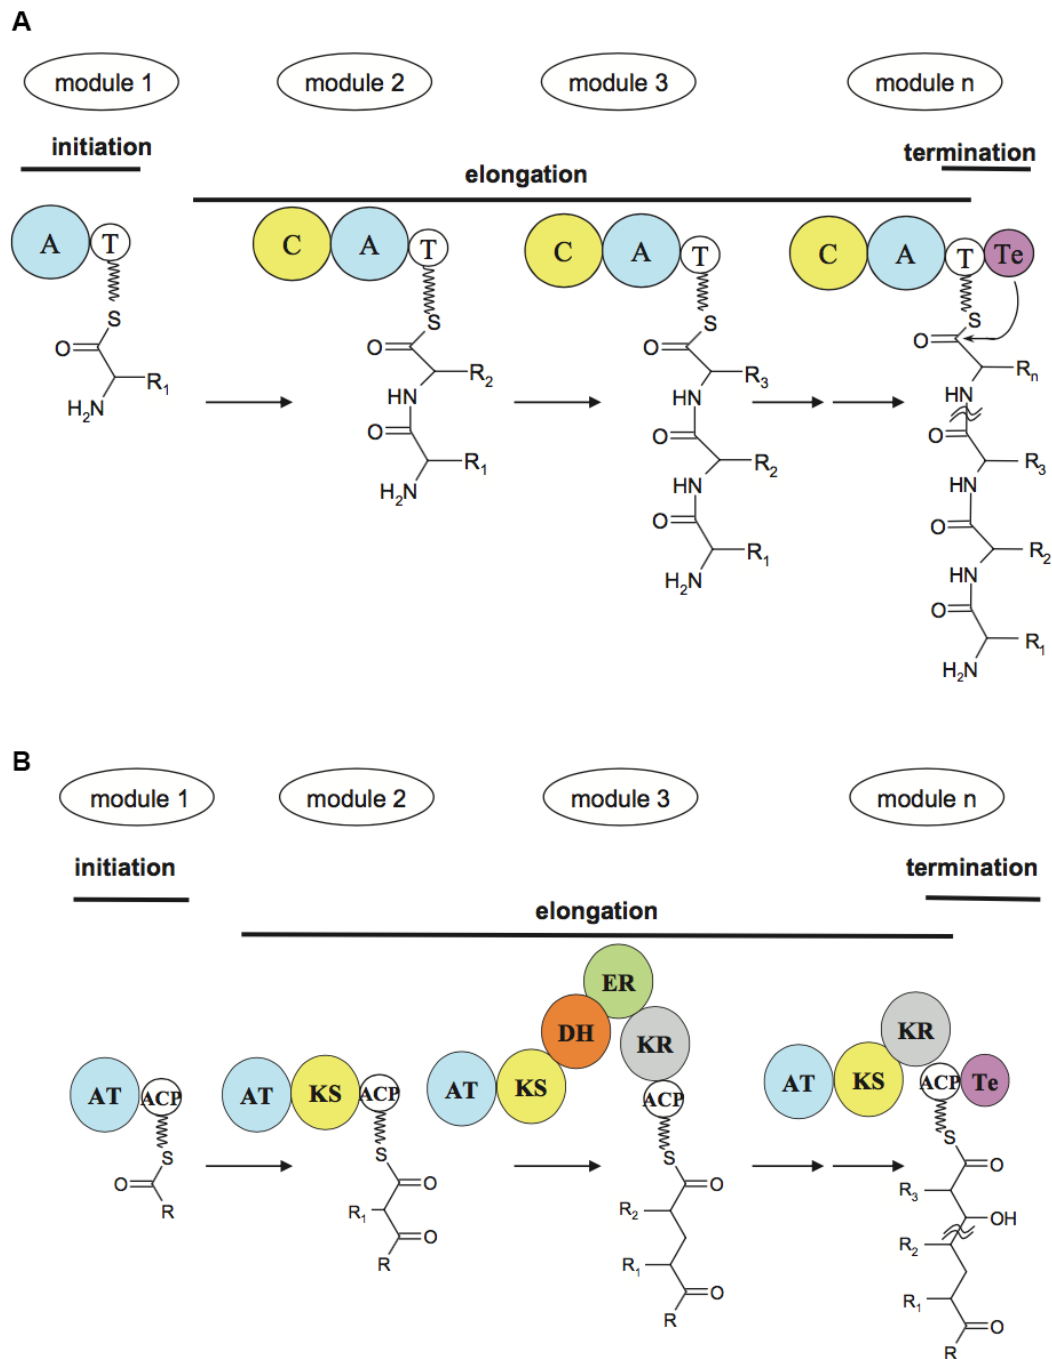 A
module 1 module 2 module 3 module n
initiation
termination
elongation
A T C A T C A T C A T Te
S S S S
O O O O
R₁ R₂ R₃ Rₙ
H₂N HN HN HN
O O O
R₁ R₂ R₃
H₂N HN HN
O O
R₁ R₂
H₂N HN
O
R₁
H₂N
B
module 1 module 2 module 3 module n
initiation
termination
elongation
ER
DH KR KR
AT ACP AT KS ACP AT KS ACP AT KS ACP Te
S S S S
O O O O
R R₁ R₂ R₃
OH
O R₂
R R₁ R₁
O O
R R